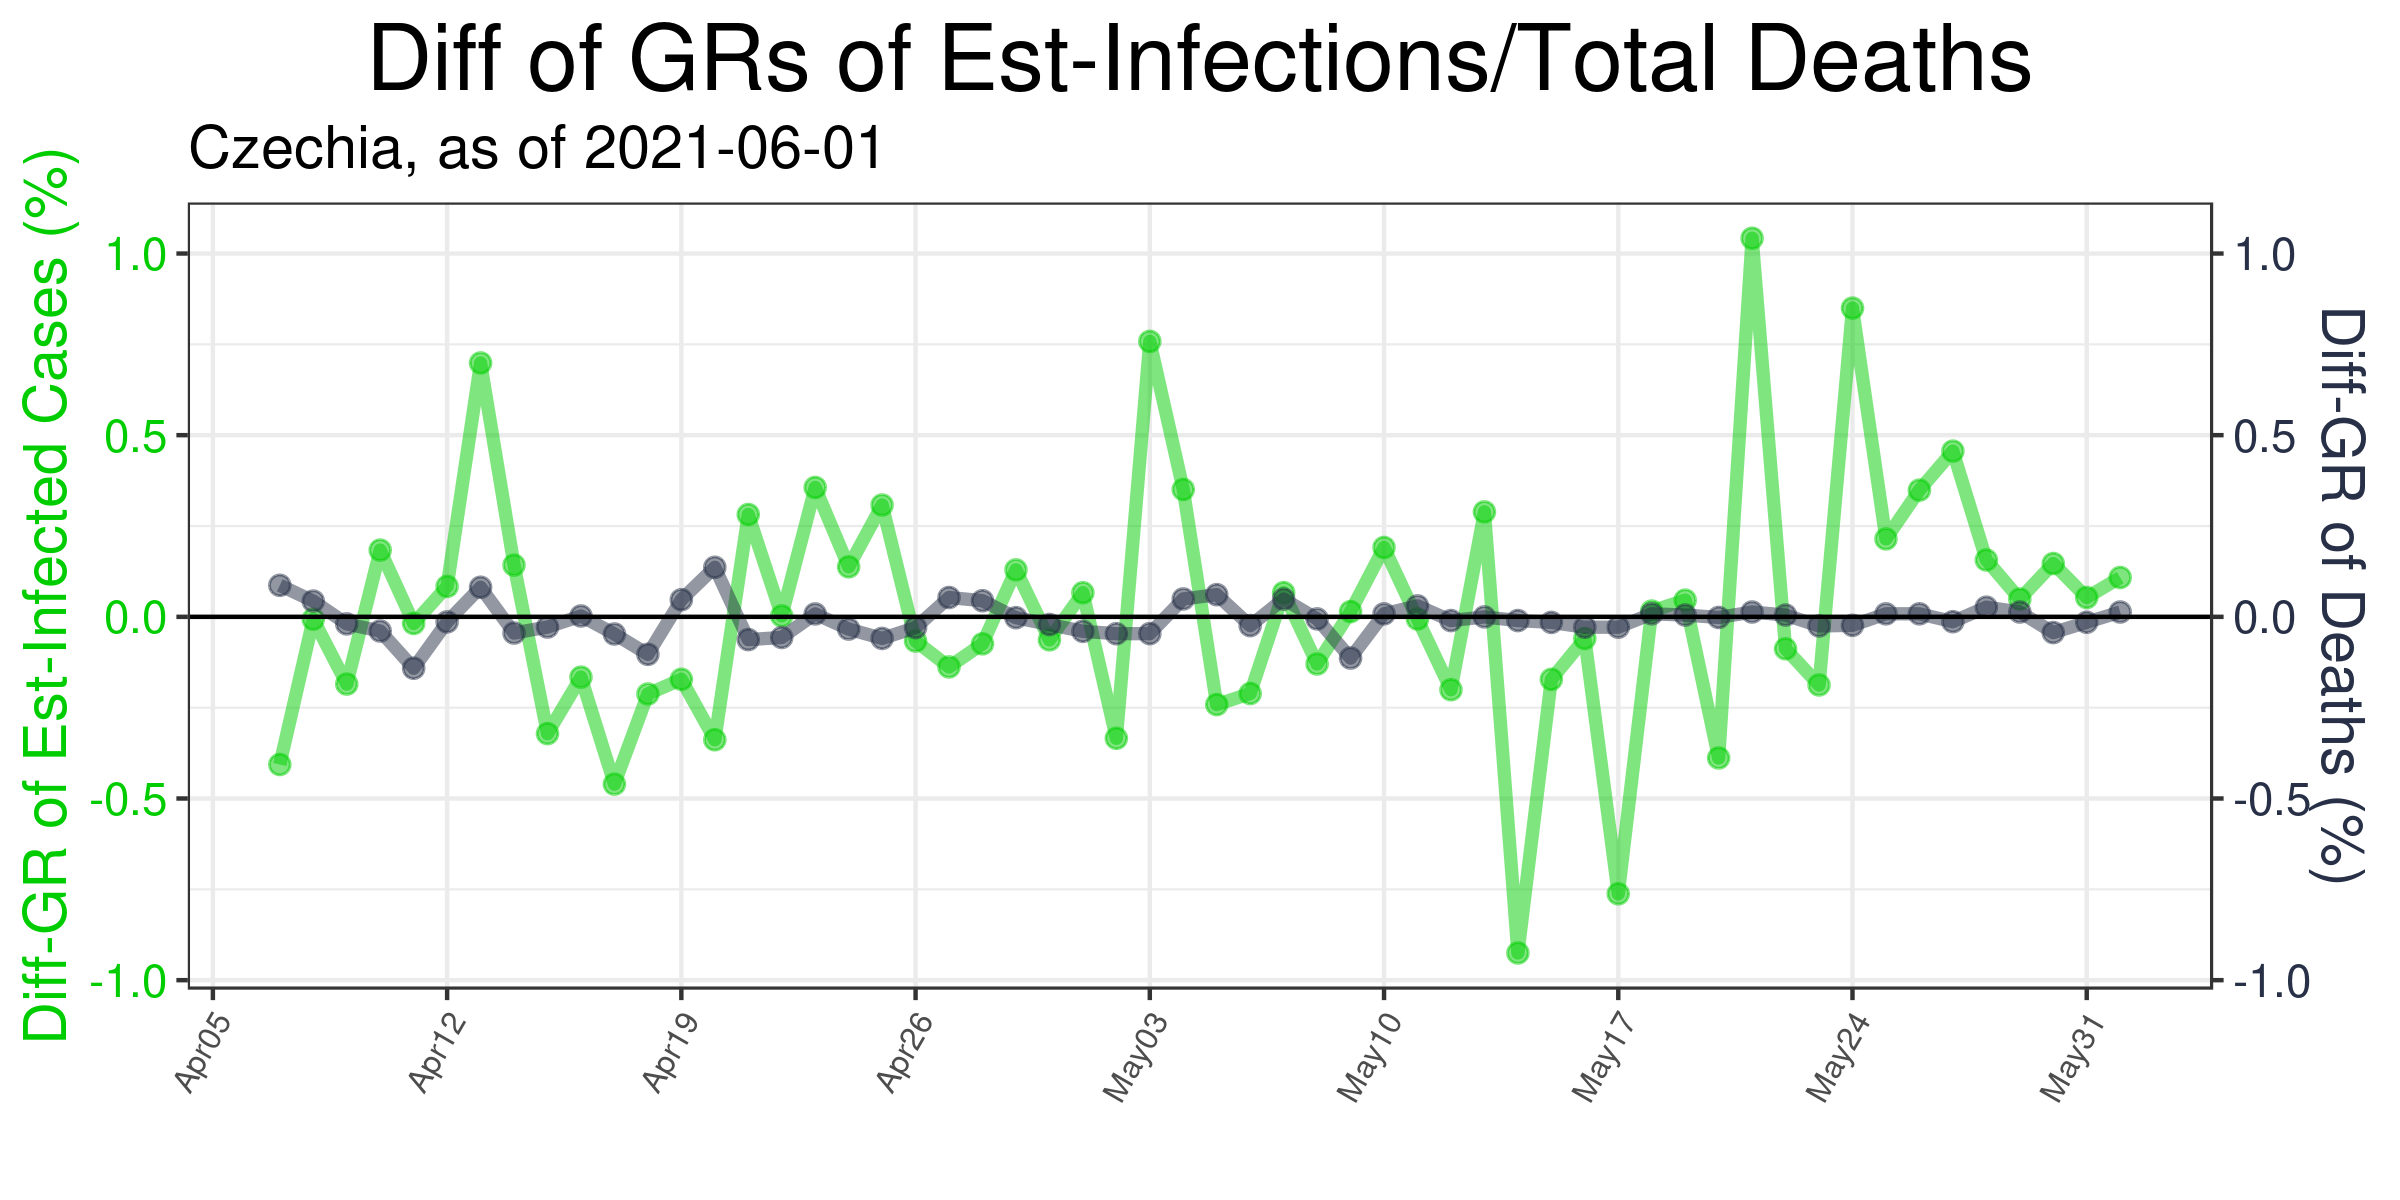 Diff of GRs of Est-Infections/Total Deaths
Czechia, as of 2021-06-01
Diff-GR of Est-Infected Cases (%)
1.0
0.5
0.0
-0.5
-1.0
1.0
0.5
0.0
-0.5
-1.0
Diff-GR of Deaths (%)
Apr05 Apr12 Apr19 Apr26 May03 May10 May17 May24 May31